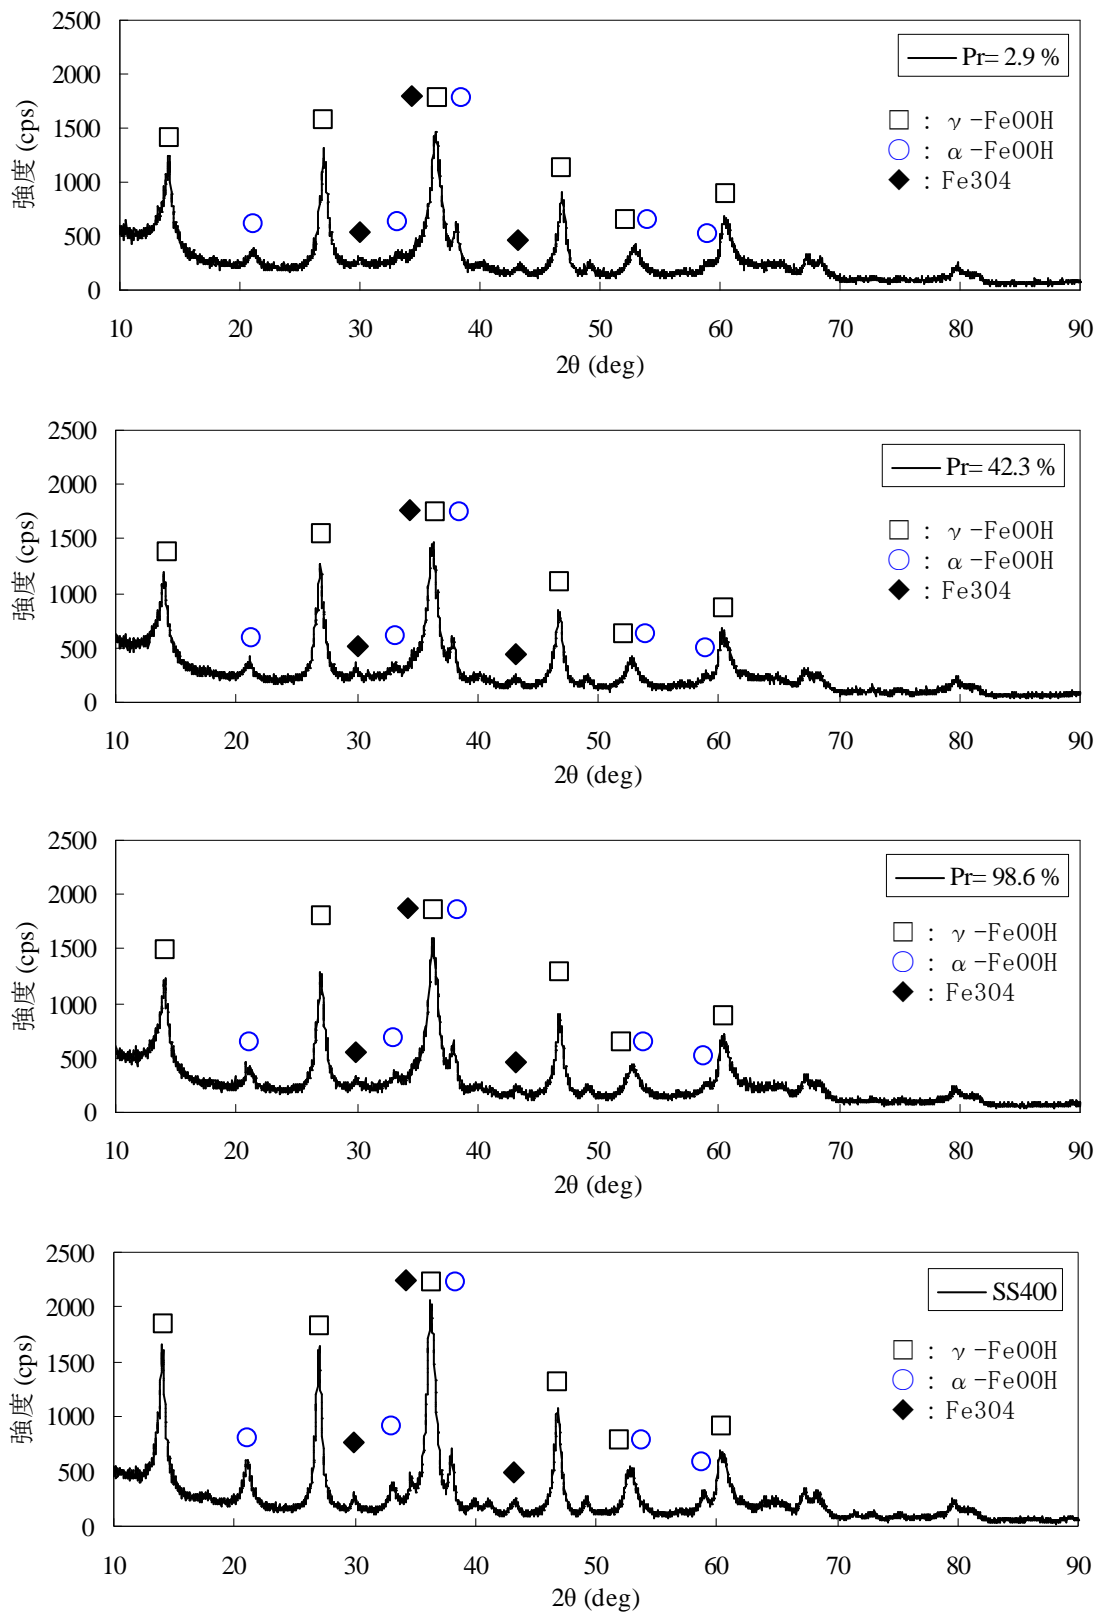 2500
2000
1500
1000
500
0
強度 (cps)
Pr= 2.9 %
□ : γ-FeOOH
○ : α-FeOOH
◆ : Fe3O4
10 20 30 40 50 60 70 80 90
2θ (deg)
2500
2000
1500
1000
500
0
強度 (cps)
Pr= 42.3 %
□ : γ-FeOOH
○ : α-FeOOH
◆ : Fe3O4
10 20 30 40 50 60 70 80 90
2θ (deg)
2500
2000
1500
1000
500
0
強度 (cps)
Pr= 98.6 %
□ : γ-FeOOH
○ : α-FeOOH
◆ : Fe3O4
10 20 30 40 50 60 70 80 90
2θ (deg)
2500
2000
1500
1000
500
0
強度 (cps)
SS400
□ : γ-FeOOH
○ : α-FeOOH
◆ : Fe3O4
10 20 30 40 50 60 70 80 90
2θ (deg)